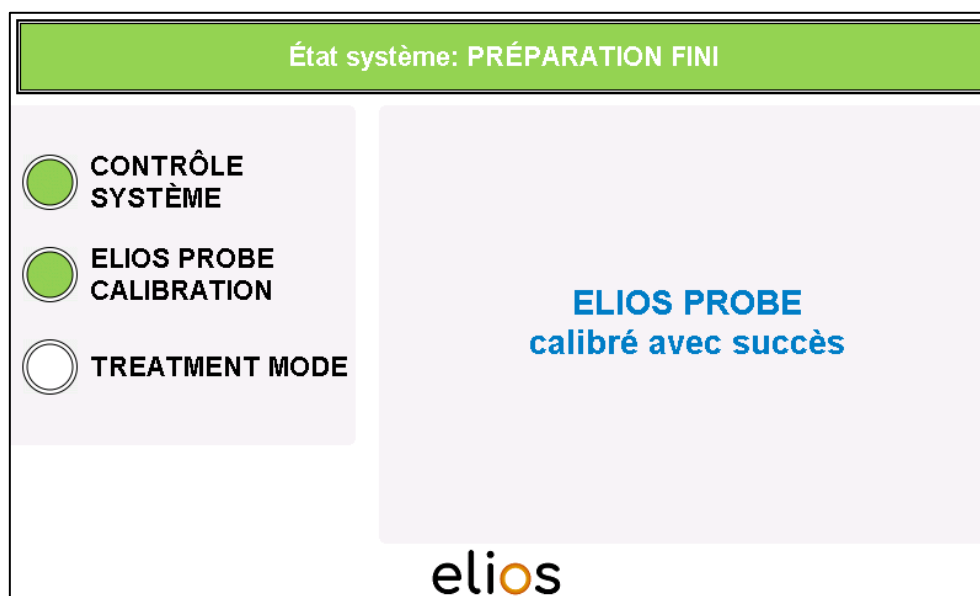 État système: PRÉPARATION FINI
CONTRÔLE
SYSTÈME
ELIOS PROBE
CALIBRATION
TREATMENT MODE
ELIOS PROBE
calibré avec succès
elios